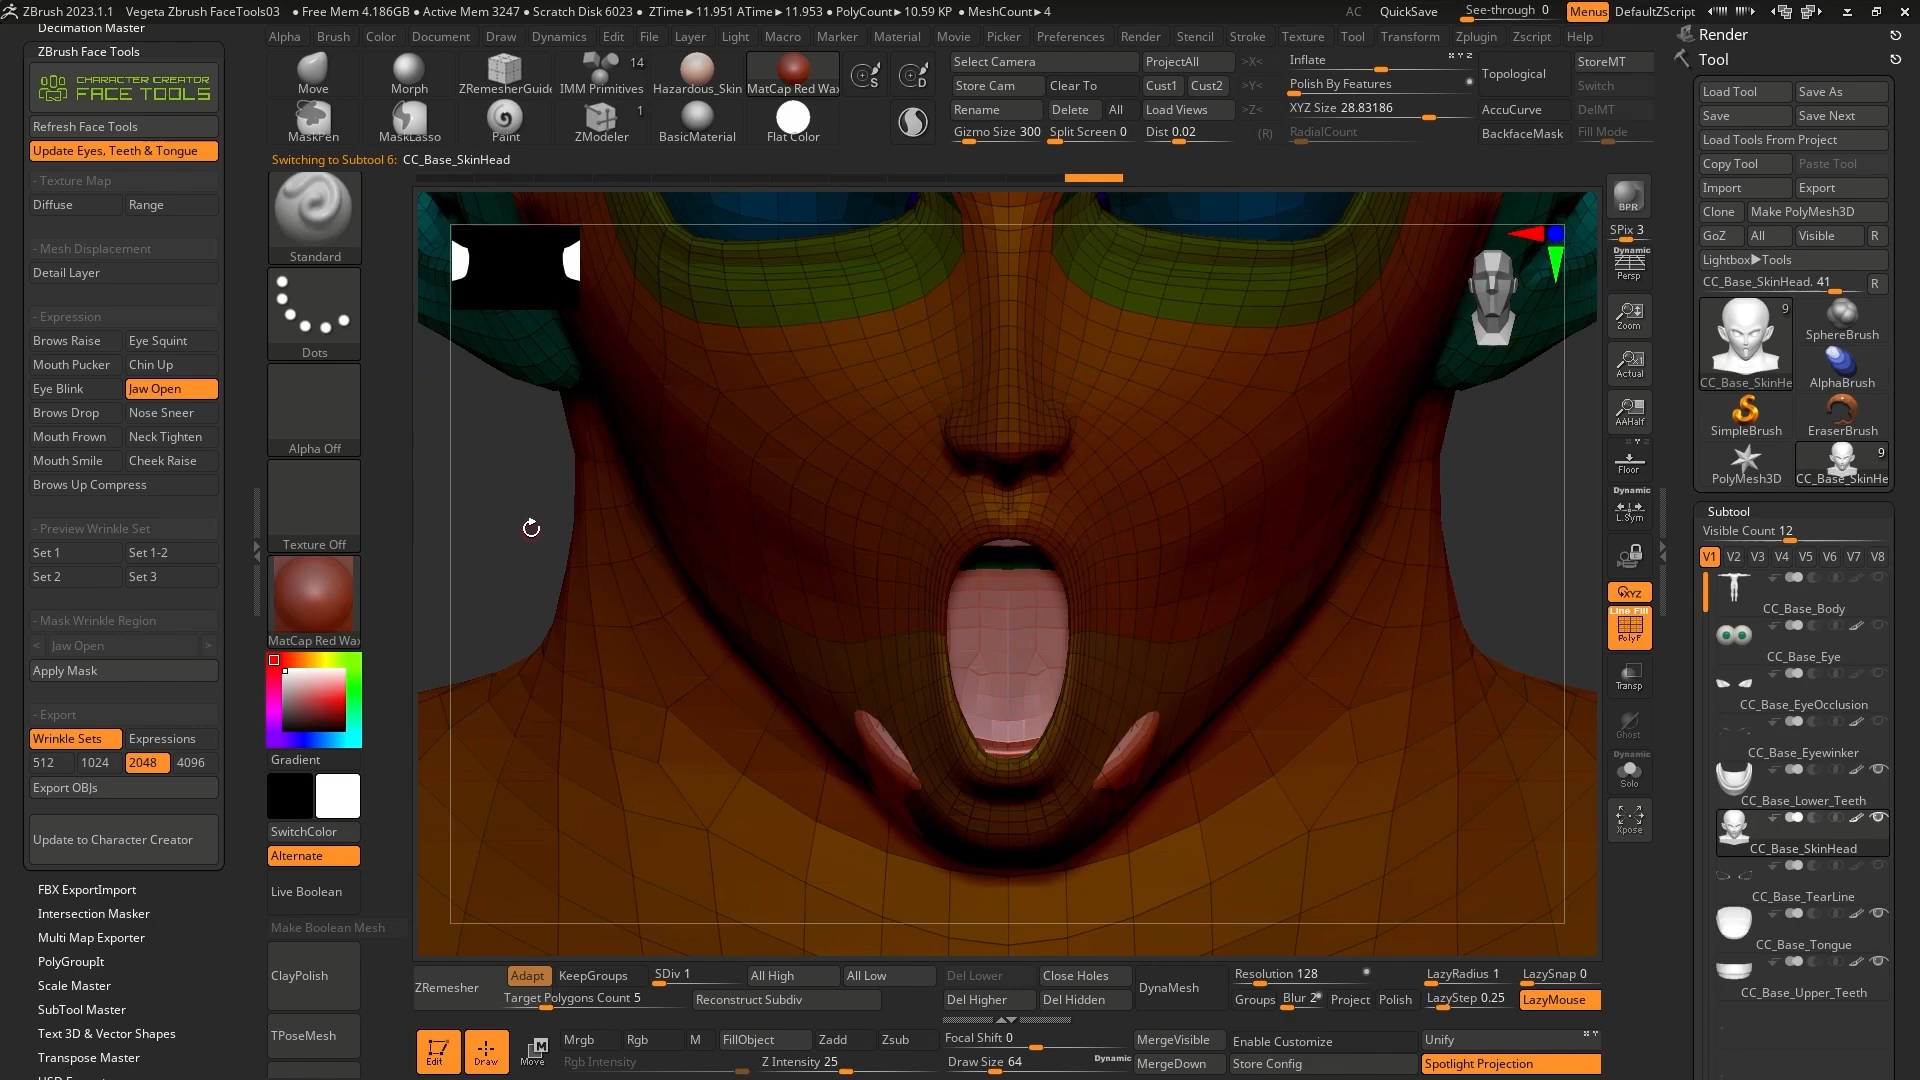 ZBrush 2023.1.1 Vegeta Zbrush FaceTools03 ● Free Mem 4.186GB ● Active Mem 3247 ● Scratch Disk 6023 ● ZTime►11.951 ATime►11.953 ● PolyCount►10.59 KP ● MeshCount►4 AC QuickSave See-through 0 Menus DefaultZScript
Alpha Brush Color Document Draw Dynamics Edit File Layer Light Macro Marker Material Movie Picker Preferences Render Stencil Stroke Texture Tool Transform Zplugin Zscript Help
Decimation Master
ZBrush Face Tools
CHARACTER CREATOR
FACE TOOLS
Refresh Face Tools
Update Eyes, Teeth & Tongue
- Texture Map
Diffuse Range
- Mesh Displacement
Detail Layer
- Expression
Brows Raise Eye Squint
Mouth Pucker Chin Up
Eye Blink Jaw Open
Brows Drop Nose Sneer
Mouth Frown Neck Tighten
Mouth Smile Cheek Raise
Brows Up Compress
- Preview Wrinkle Set
Set 1 Set 1-2
Set 2 Set 3
- Mask Wrinkle Region
< Jaw Open >
Apply Mask
- Export
Wrinkle Sets Expressions
512 1024 2048 4096
Export OBJs
Update to Character Creator
FBX ExportImport
Intersection Masker
Multi Map Exporter
PolyGroupIt
Scale Master
SubTool Master
Text 3D & Vector Shapes
Transpose Master
Move Morph ZRemesherGuide 14 IMM Primitives Hazardous_Skin MatCap Red Wax S D
MaskPen MaskLasso Paint 1 ZModeler BasicMaterial Flat Color
Select Camera ProjectAll >X<
Store Cam Clear To Cust1 Cust2 >Y<
Rename Delete All Load Views >Z<
Gizmo Size 300 Split Screen 0 Dist 0.02 (R)
Inflate X Y Z
Polish By Features
XYZ Size 28.83186
RadialCount
Topological
AccuCurve
BackfaceMask
StoreMT
Switch
DelMT
Fill Mode
Switching to Subtool 6: CC_Base_SkinHead
Standard
Dots
Alpha Off
Texture Off
MatCap Red Wax
Gradient
SwitchColor
Alternate
Live Boolean
Make Boolean Mesh
ClayPolish
TPoseMesh
BPR
SPix 3
Dynamic
Persp
Zoom
Actual
AAHalf
Floor
Dynamic
L.Sym
XYZ
Line Fill
PolyF
Transp
Ghost
Dynamic
Solo
Xpose
Render
Tool
Load Tool Save As
Save Save Next
Load Tools From Project
Copy Tool Paste Tool
Import Export
Clone Make PolyMesh3D
GoZ All Visible R
Lightbox►Tools
CC_Base_SkinHead. 41 R
9 CC_Base_SkinHe SphereBrush
AlphaBrush
SimpleBrush EraserBrush
PolyMesh3D 9 CC_Base_SkinHe
Subtool
Visible Count 12
V1 V2 V3 V4 V5 V6 V7 V8
CC_Base_Body
CC_Base_Eye
CC_Base_EyeOcclusion
CC_Base_Eyewinker
CC_Base_Lower_Teeth
CC_Base_SkinHead
CC_Base_TearLine
CC_Base_Tongue
CC_Base_Upper_Teeth
ZRemesher Adapt KeepGroups SDiv 1 All High All Low Del Lower Close Holes DynaMesh Resolution 128 LazyRadius 1 LazySnap 0
Target Polygons Count 5 Reconstruct Subdiv Del Higher Del Hidden Groups Blur 2 Project Polish LazyStep 0.25 LazyMouse
Edit Draw Move Mrgb Rgb M FillObject Zadd Zsub Focal Shift 0 MergeVisible Enable Customize Unify
Rgb Intensity Z Intensity 25 Draw Size 64 Dynamic MergeDown Store Config Spotlight Projection